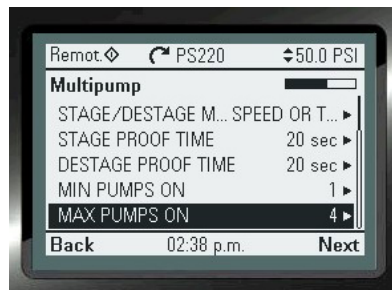 Remot. PS220 50.0 PSI
Multipump
STAGE/DESTAGE M... SPEED OR T...
STAGE PROOF TIME 20 sec
DESTAGE PROOF TIME 20 sec
MIN PUMPS ON 1
MAX PUMPS ON 4
Back 02:38 p.m. Next